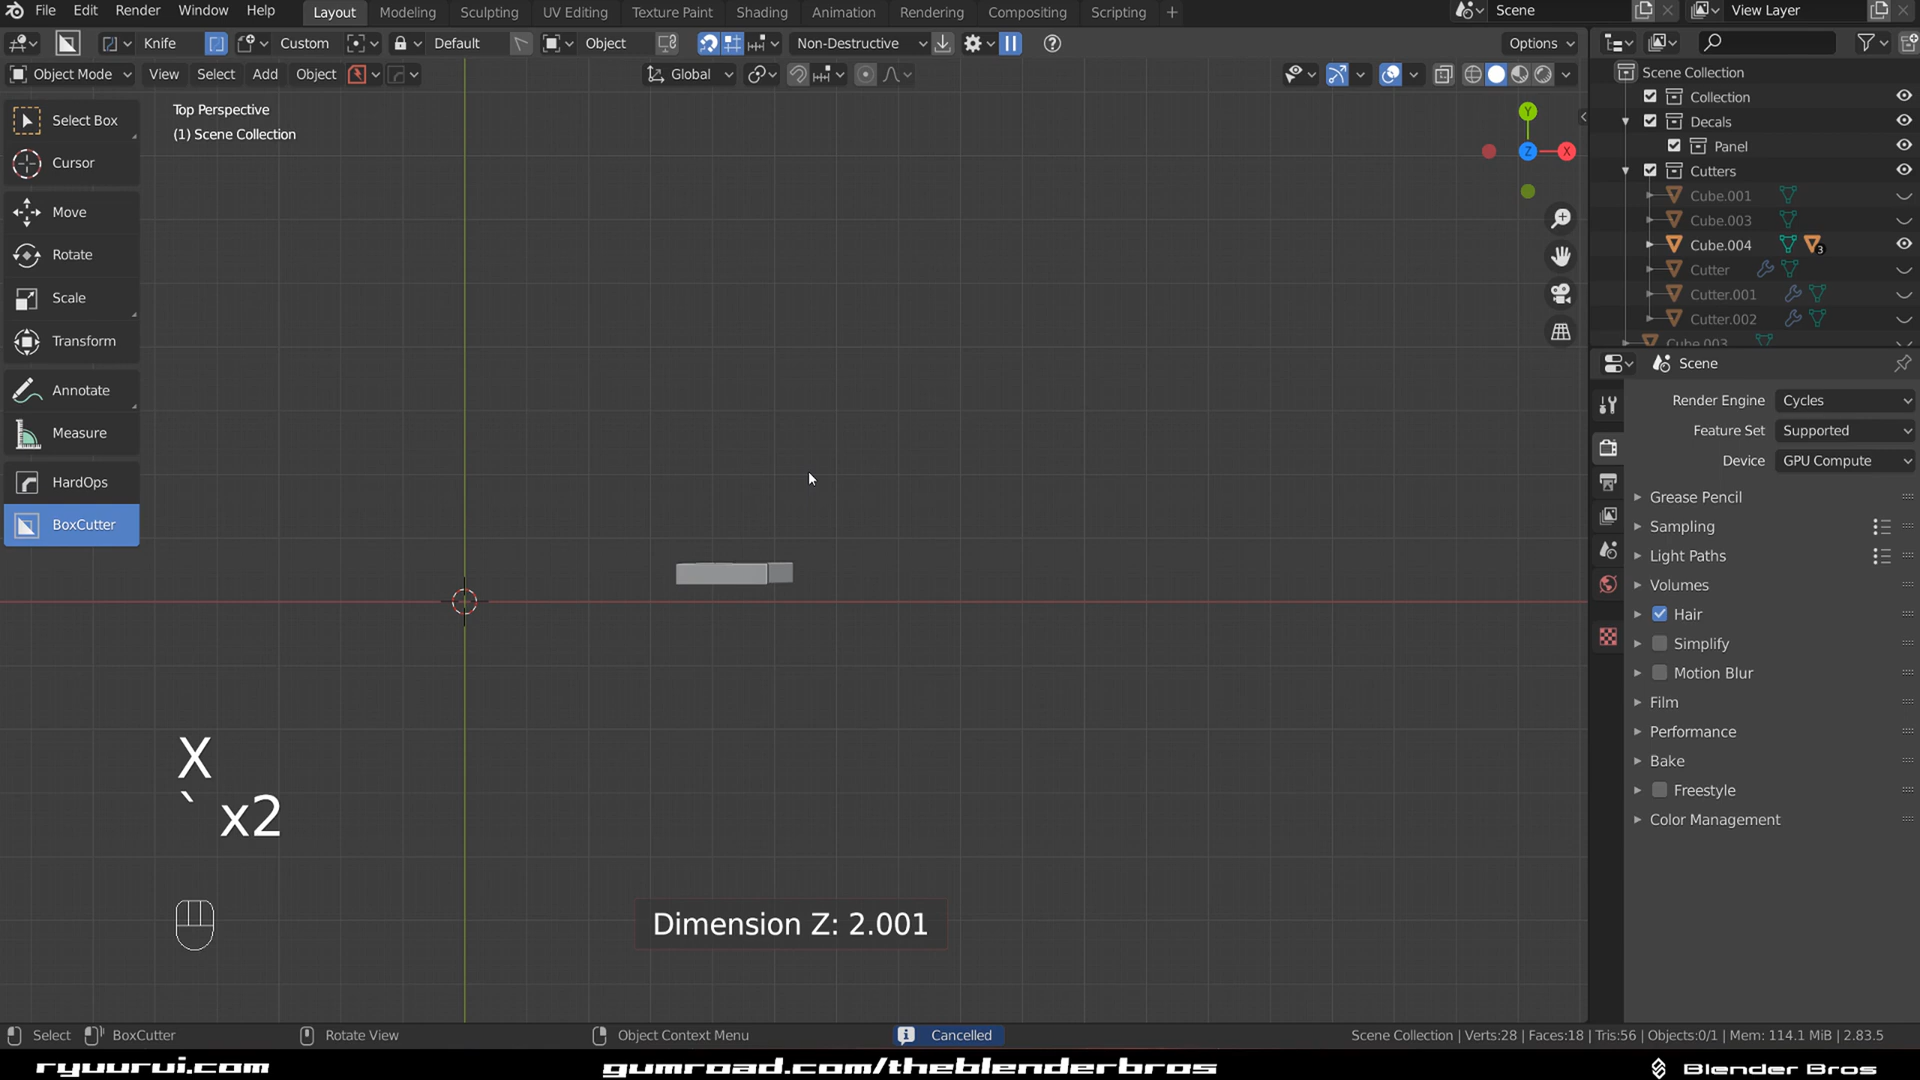 File Edit Render Window Help Layout Modeling Sculpting UV Editing Texture Paint Shading Animation Rendering Compositing Scripting + Scene View Layer
Knife Custom Default Object Non-Destructive Options
Object Mode View Select Add Object Global
Top Perspective
(1) Scene Collection
Select Box
Cursor
Move
Rotate
Scale
Transform
Annotate
Measure
HardOps
BoxCutter
Y
Z
X
X
` x2
Dimension Z: 2.001
Scene Collection
Collection
Decals
Panel
Cutters
Cube.001
Cube.003
Cube.004 3
Cutter
Cutter.001
Cutter.002
Cube.003
Scene
Render Engine Cycles
Feature Set Supported
Device GPU Compute
Grease Pencil
Sampling
Light Paths
Volumes
Hair
Simplify
Motion Blur
Film
Performance
Bake
Freestyle
Color Management
Select BoxCutter Rotate View Object Context Menu Cancelled Scene Collection | Verts:28 | Faces:18 | Tris:56 | Objects:0/1 | Mem: 114.1 MiB | 2.83.5
ryuurui.com gumroad.com/theblenderbros Blender Bros